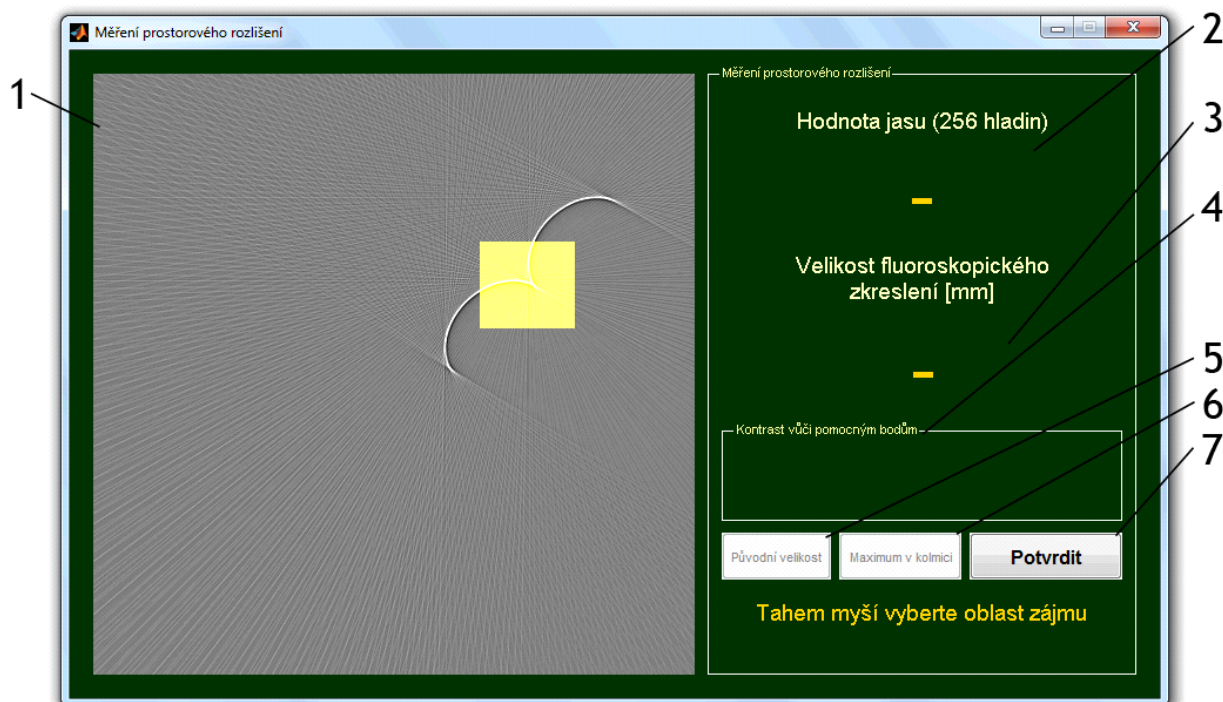 Měření prostorového rozlišení
1
2
3
4
5
6
7
Měření prostorového rozlišení
Hodnota jasu (256 hladin)
–
Velikost fluoroskopického
zkreslení [mm]
–
Kontrast vůči pomocným bodům
Původní velikost
Maximum v kolmici
Potvrdit
Tahem myší vyberte oblast zájmu